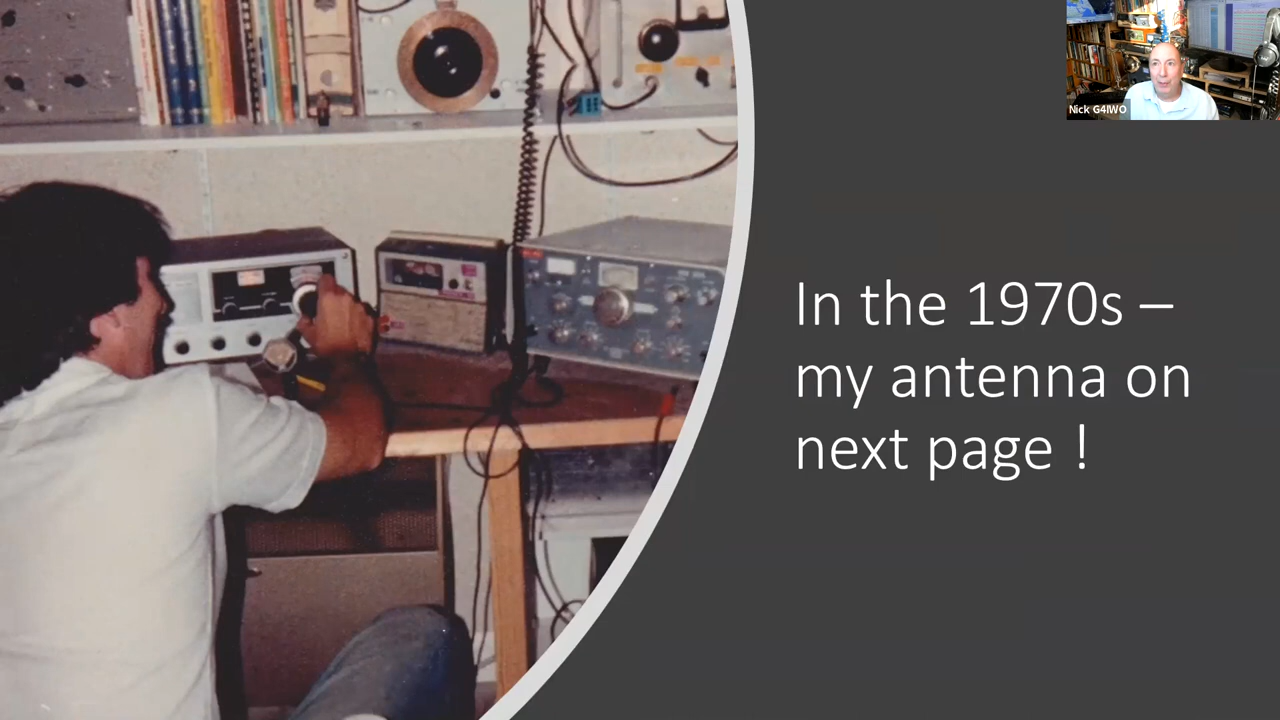 Nick G4IWO
In the 1970s –
my antenna on
next page !